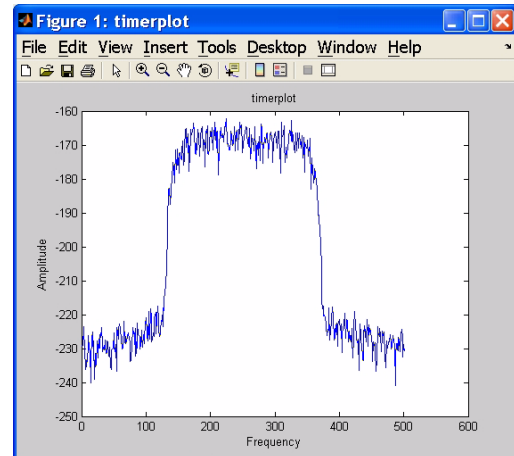 Figure 1: timerplot
File Edit View Insert Tools Desktop Window Help
timerplot
-160
-170
-180
-190
-200
-210
-220
-230
-240
-250
Amplitude
0 100 200 300 400 500 600
Frequency